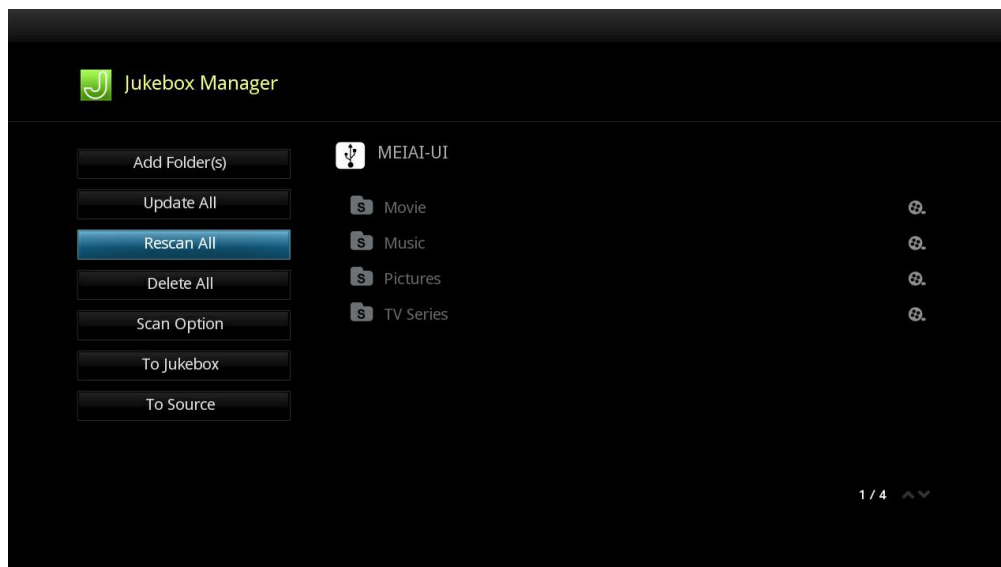 Jukebox Manager
Add Folder(s)
Update All
Rescan All
Delete All
Scan Option
To Jukebox
To Source
MEIAI-UI
S Movie
S Music
S Pictures
S TV Series
1 / 4